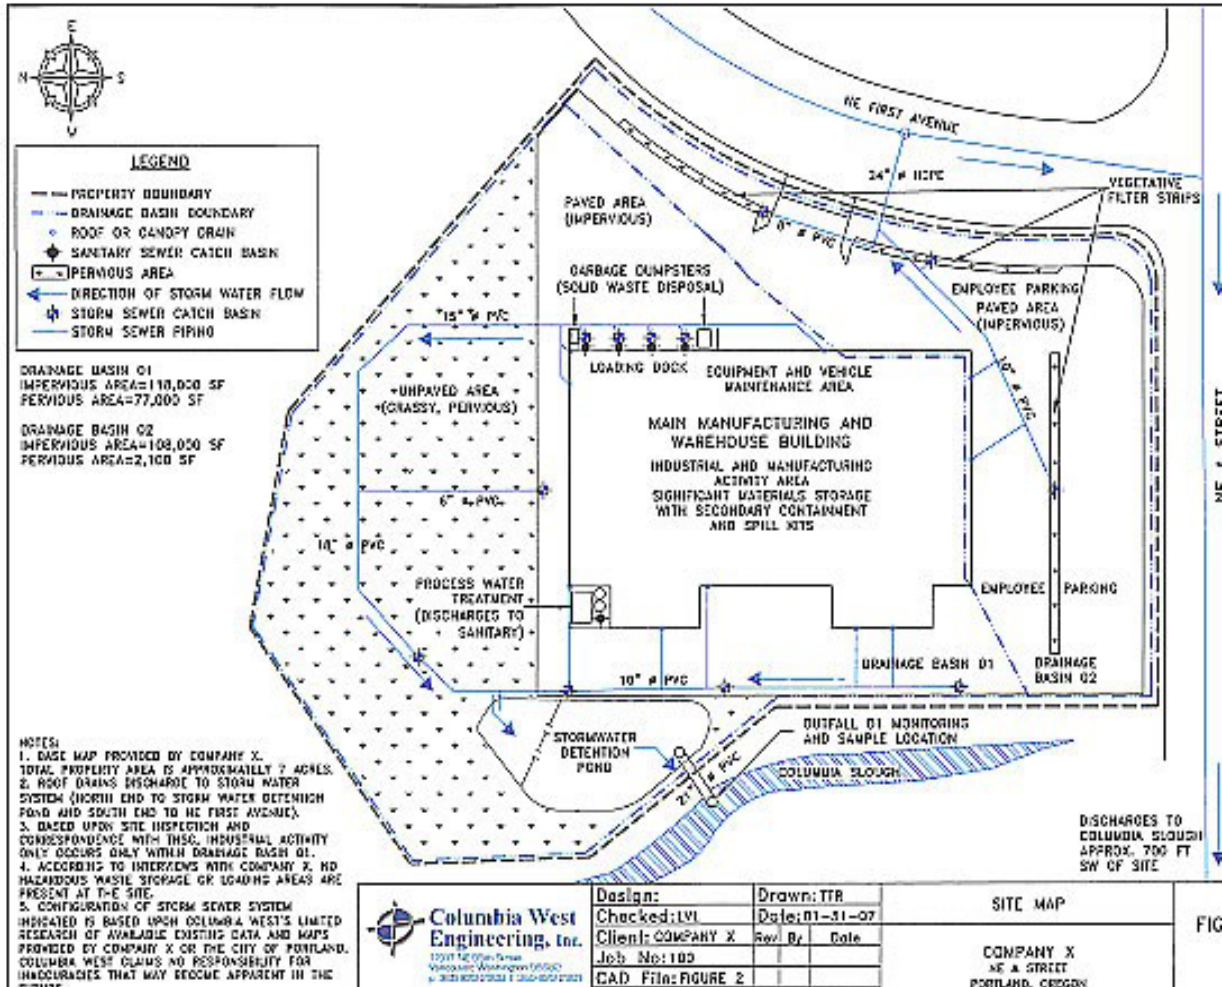 E
N
S
W
LEGEND
PROPERTY BOUNDARY
DRAINAGE BASIN BOUNDARY
ROOF OR CANOPY DRAIN
SANITARY SEWER CATCH BASIN
PERVIOUS AREA
DIRECTION OF STORM WATER FLOW
STORM SEWER CATCH BASIN
STORM SEWER PIPING
DRAINAGE BASIN 01
IMPERVIOUS AREA=118,000 SF
PERVIOUS AREA=77,000 SF
DRAINAGE BASIN 02
IMPERVIOUS AREA=108,000 SF
PERVIOUS AREA=2,100 SF
NE FIRST AVENUE
24" ø HDPE
VEGETATIVE
FILTER STRIPS
PAVED AREA
(IMPERVIOUS)
ø PVC
GARBAGE DUMPSTERS
(SOLID WASTE DISPOSAL)
EMPLOYEE PARKING
PAVED AREA
(IMPERVIOUS)
15" ø PVC
10" ø PVC
LOADING DOCK
EQUIPMENT AND VEHICLE
MAINTENANCE AREA
UNPAVED AREA
(GRASSY, PERVIOUS)
MAIN MANUFACTURING AND
WAREHOUSE BUILDING
INDUSTRIAL AND MANUFACTURING
ACTIVITY AREA
SIGNIFICANT MATERIALS STORAGE
WITH SECONDARY CONTAINMENT
AND SPILL KITS
NE A STREET
6" ø PVC
18" ø PVC
PROCESS WATER
TREATMENT
(DISCHARGES TO
SANITARY)
EMPLOYEE PARKING
DRAINAGE BASIN 01
DRAINAGE
BASIN 02
10" ø PVC
STORMWATER
DETENTION
POND
OUTFALL 01 MONITORING
AND SAMPLE LOCATION
ø PVC
COLUMBIA SLOUGH
DISCHARGES TO
COLUMBIA SLOUGH
APPROX. 700 FT
SW OF SITE
NOTES:
1. BASE MAP PROVIDED BY COMPANY X.
TOTAL PROPERTY AREA IS APPROXIMATELY 7 ACRES.
2. ROOF DRAINS DISCHARGE TO STORM WATER
SYSTEM (NORTH END TO STORM WATER DETENTION
POND AND SOUTH END TO NE FIRST AVENUE).
3. BASED UPON SITE INSPECTION AND
CORRESPONDENCE WITH INDUSTRIAL ACTIVITY
ONLY OCCURS ONLY WITHIN DRAINAGE BASIN 01.
4. ACCORDING TO INTERVIEWS WITH COMPANY X, NO
HAZARDOUS WASTE STORAGE OR LOADING AREAS ARE
PRESENT AT THE SITE.
5. CONFIGURATION OF STORM SEWER SYSTEM
INDICATED IS BASED UPON COLUMBIA WEST'S LIMITED
RESEARCH OF AVAILABLE EXISTING DATA AND MAPS
PROVIDED BY COMPANY X OR THE CITY OF PORTLAND.
COLUMBIA WEST CLAIMS NO RESPONSIBILITY FOR
INACCURACIES THAT MAY BECOME APPARENT IN THE
FUTURE.
Columbia West
Engineering, Inc.
Vancouver, Washington
Design:
Drawn: TTR
Checked: LVL
Date: 01-31-07
Client: COMPANY X
Rev By Date
Job No: 100
CAD File: FIGURE 2
SITE MAP
COMPANY X
NE A STREET
PORTLAND, OREGON
FIG